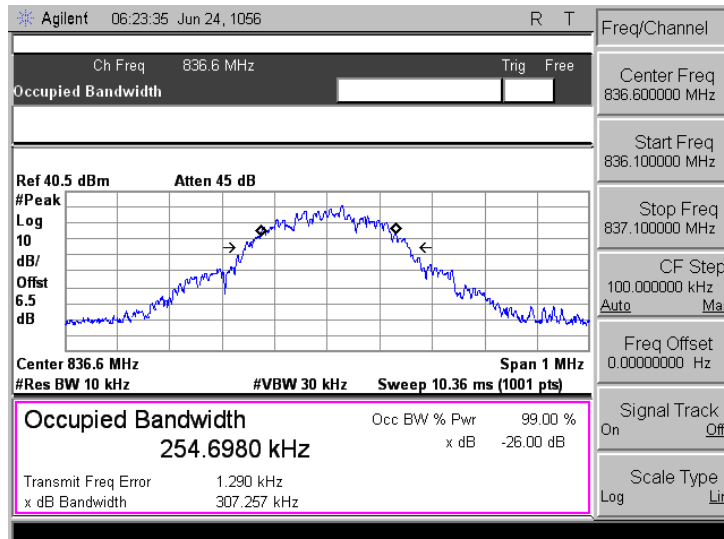 Agilent 06:23:35 Jun 24, 1056 R T
Freq/Channel
Ch Freq 836.6 MHz Trig Free
Occupied Bandwidth
Center Freq
836.600000 MHz
Start Freq
836.100000 MHz
Stop Freq
837.100000 MHz
CF Step
100.000000 kHz
Auto Ma
Freq Offset
0.00000000 Hz
Signal Track
On Off
Scale Type
Log Lin
Ref 40.5 dBm Atten 45 dB
#Peak
Log
10
dB/
Offst
6.5
dB
Center 836.6 MHz Span 1 MHz
#Res BW 10 kHz #VBW 30 kHz Sweep 10.36 ms (1001 pts)
Occupied Bandwidth Occ BW % Pwr 99.00 %
254.6980 kHz x dB -26.00 dB
Transmit Freq Error 1.290 kHz
x dB Bandwidth 307.257 kHz